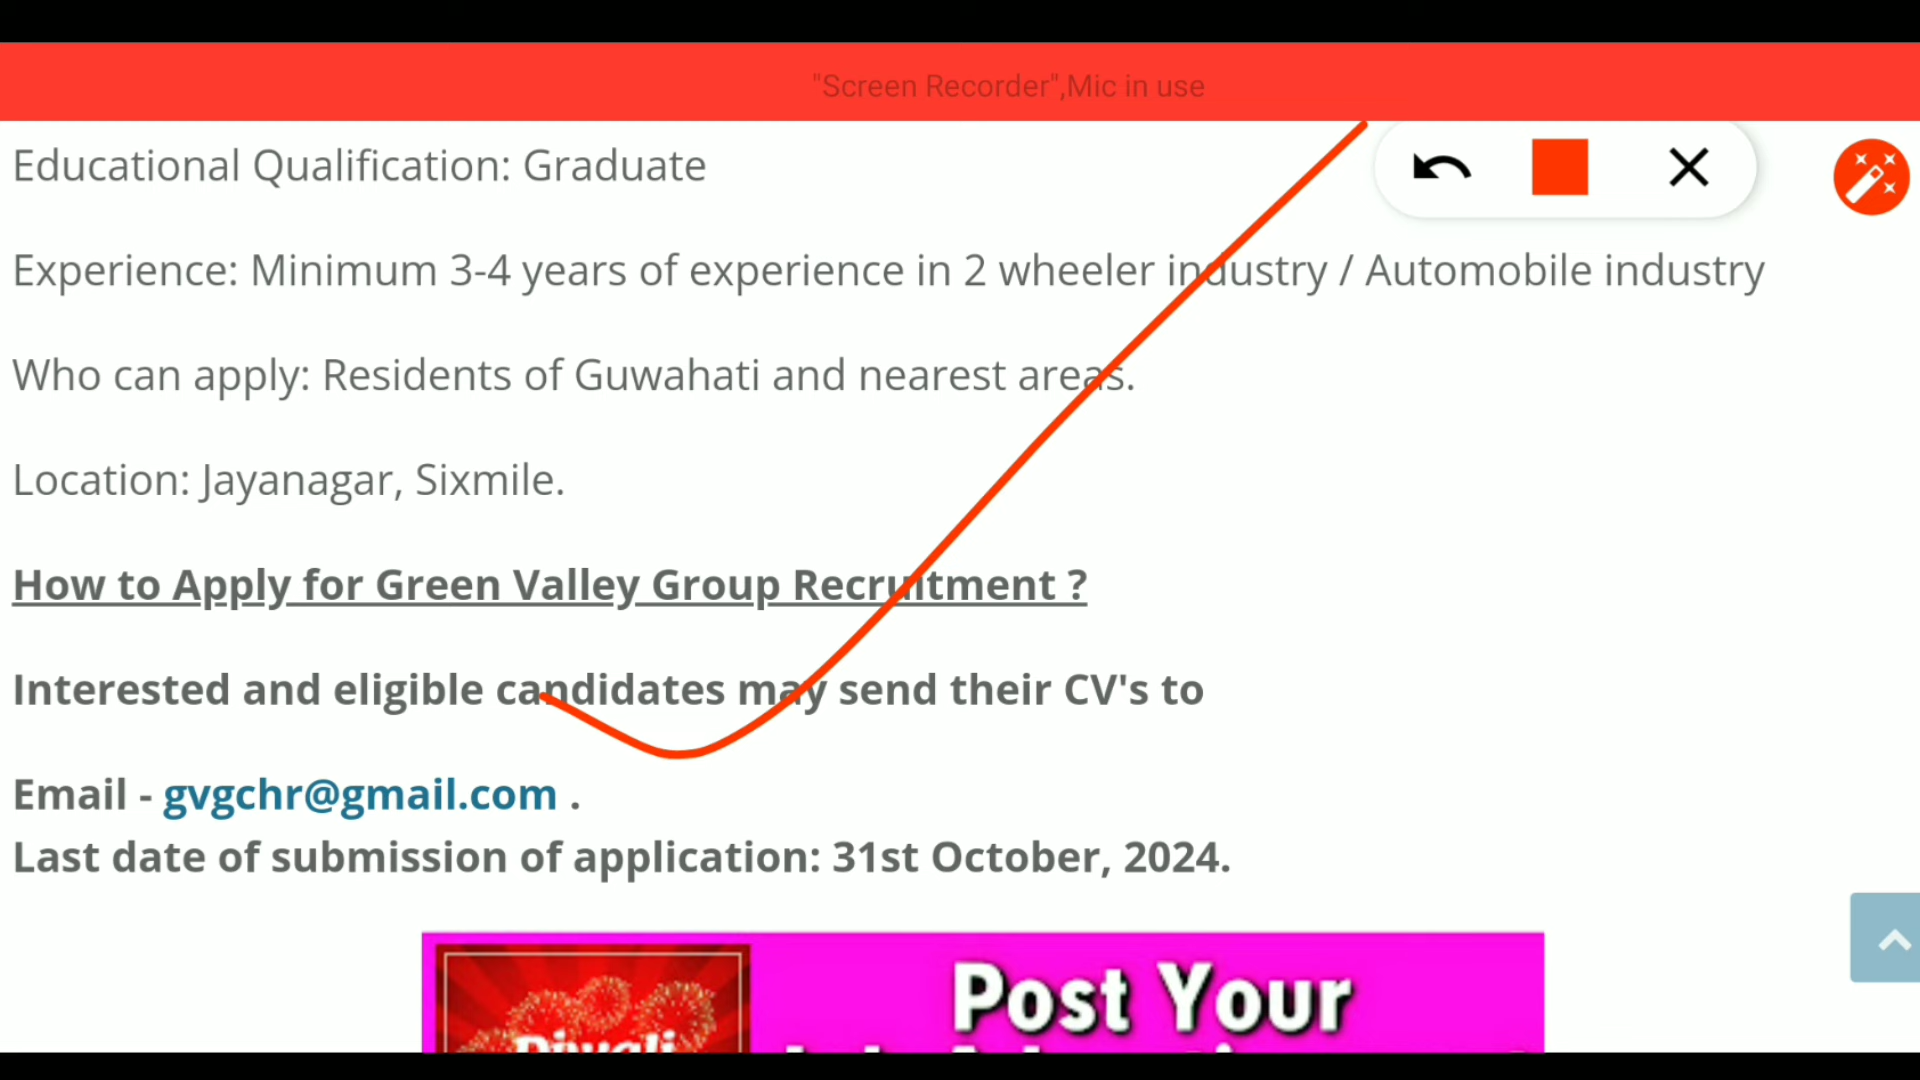 "Screen Recorder",Mic in use
Educational Qualification: Graduate
Experience: Minimum 3-4 years of experience in 2 wheeler industry / Automobile industry
Who can apply: Residents of Guwahati and nearest areas.
Location: Jayanagar, Sixmile.
How to Apply for Green Valley Group Recruitment ?
Interested and eligible candidates may send their CV's to
Email - gvgchr@gmail.com .
Last date of submission of application: 31st October, 2024.
Post Your
Diwali